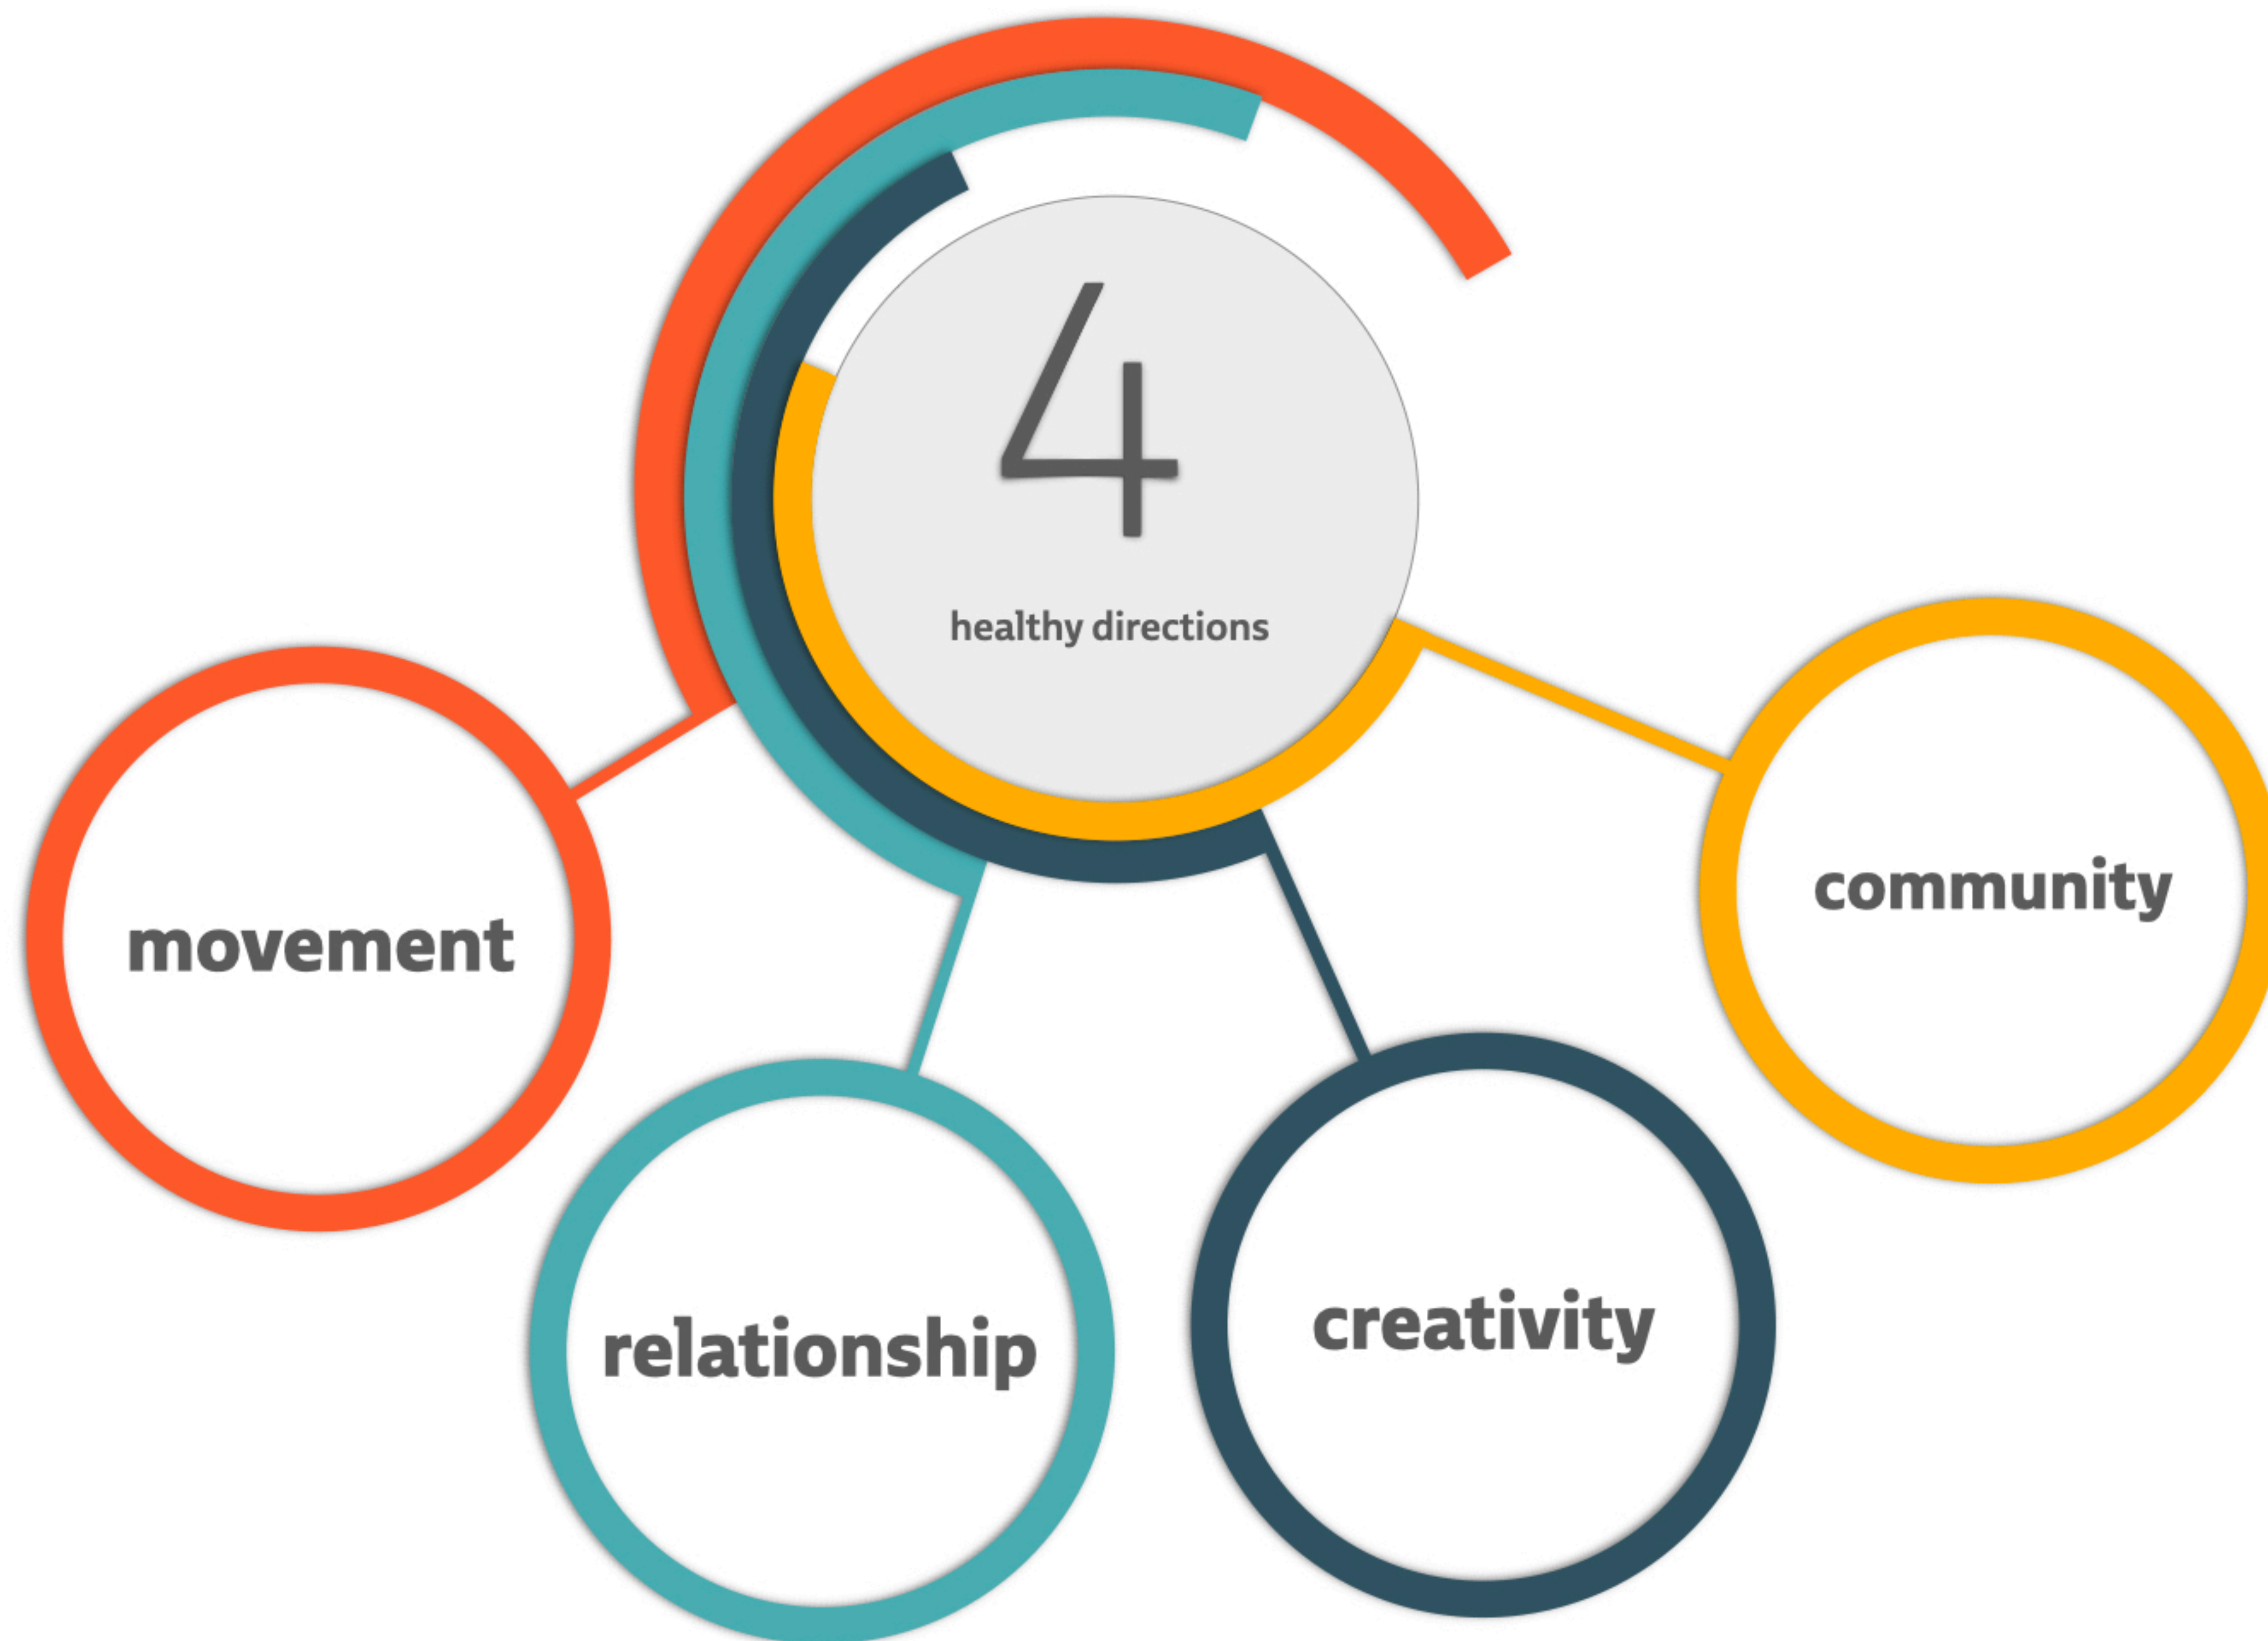 4
healthy directions
movement
relationship
creativity
community